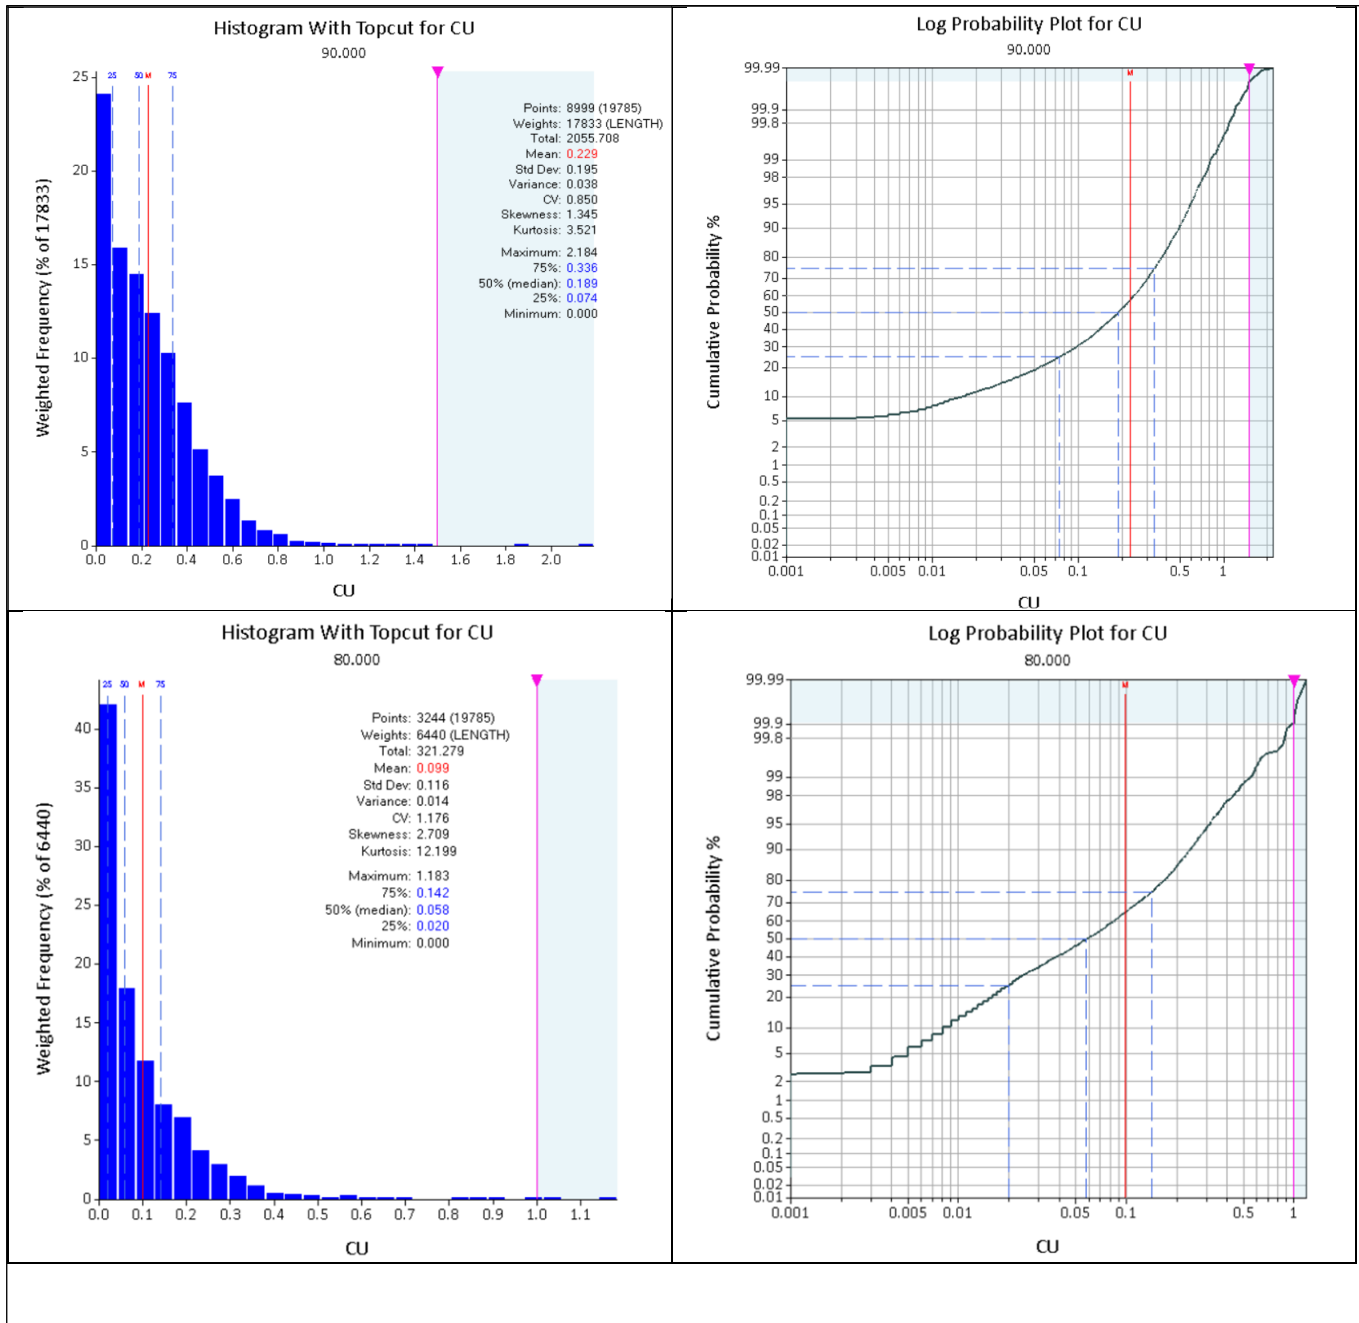 Histogram With Topcut for CU
90.000
25 50 M 75
Points: 8999 (19785)
Weights: 17833 (LENGTH)
Total: 2055.708
Mean: 0.229
Std Dev: 0.195
Variance: 0.038
CV: 0.850
Skewness: 1.345
Kurtosis: 3.521
Maximum: 2.184
75%: 0.336
50% (median): 0.189
25%: 0.074
Minimum: 0.000
Weighted Frequency (% of 17833)
25
20
15
10
5
0
0.0 0.2 0.4 0.6 0.8 1.0 1.2 1.4 1.6 1.8 2.0
CU
Log Probability Plot for CU
90.000
M
Cumulative Probability %
99.99
99.9
99.8
99
98
95
90
80
70
60
50
40
30
20
10
5
2
1
0.5
0.2
0.1
0.05
0.02
0.01
0.001 0.005 0.01 0.05 0.1 0.5 1
CU
Histogram With Topcut for CU
80.000
25 50 M 75
Points: 3244 (19785)
Weights: 6440 (LENGTH)
Total: 321.279
Mean: 0.099
Std Dev: 0.116
Variance: 0.014
CV: 1.176
Skewness: 2.709
Kurtosis: 12.199
Maximum: 1.183
75%: 0.142
50% (median): 0.058
25%: 0.020
Minimum: 0.000
Weighted Frequency (% of 6440)
40
35
30
25
20
15
10
5
0
0.0 0.1 0.2 0.3 0.4 0.5 0.6 0.7 0.8 0.9 1.0 1.1
CU
Log Probability Plot for CU
80.000
M
Cumulative Probability %
99.99
99.9
99.8
99
98
95
90
80
70
60
50
40
30
20
10
5
2
1
0.5
0.2
0.1
0.05
0.02
0.01
0.001 0.005 0.01 0.05 0.1 0.5 1
CU